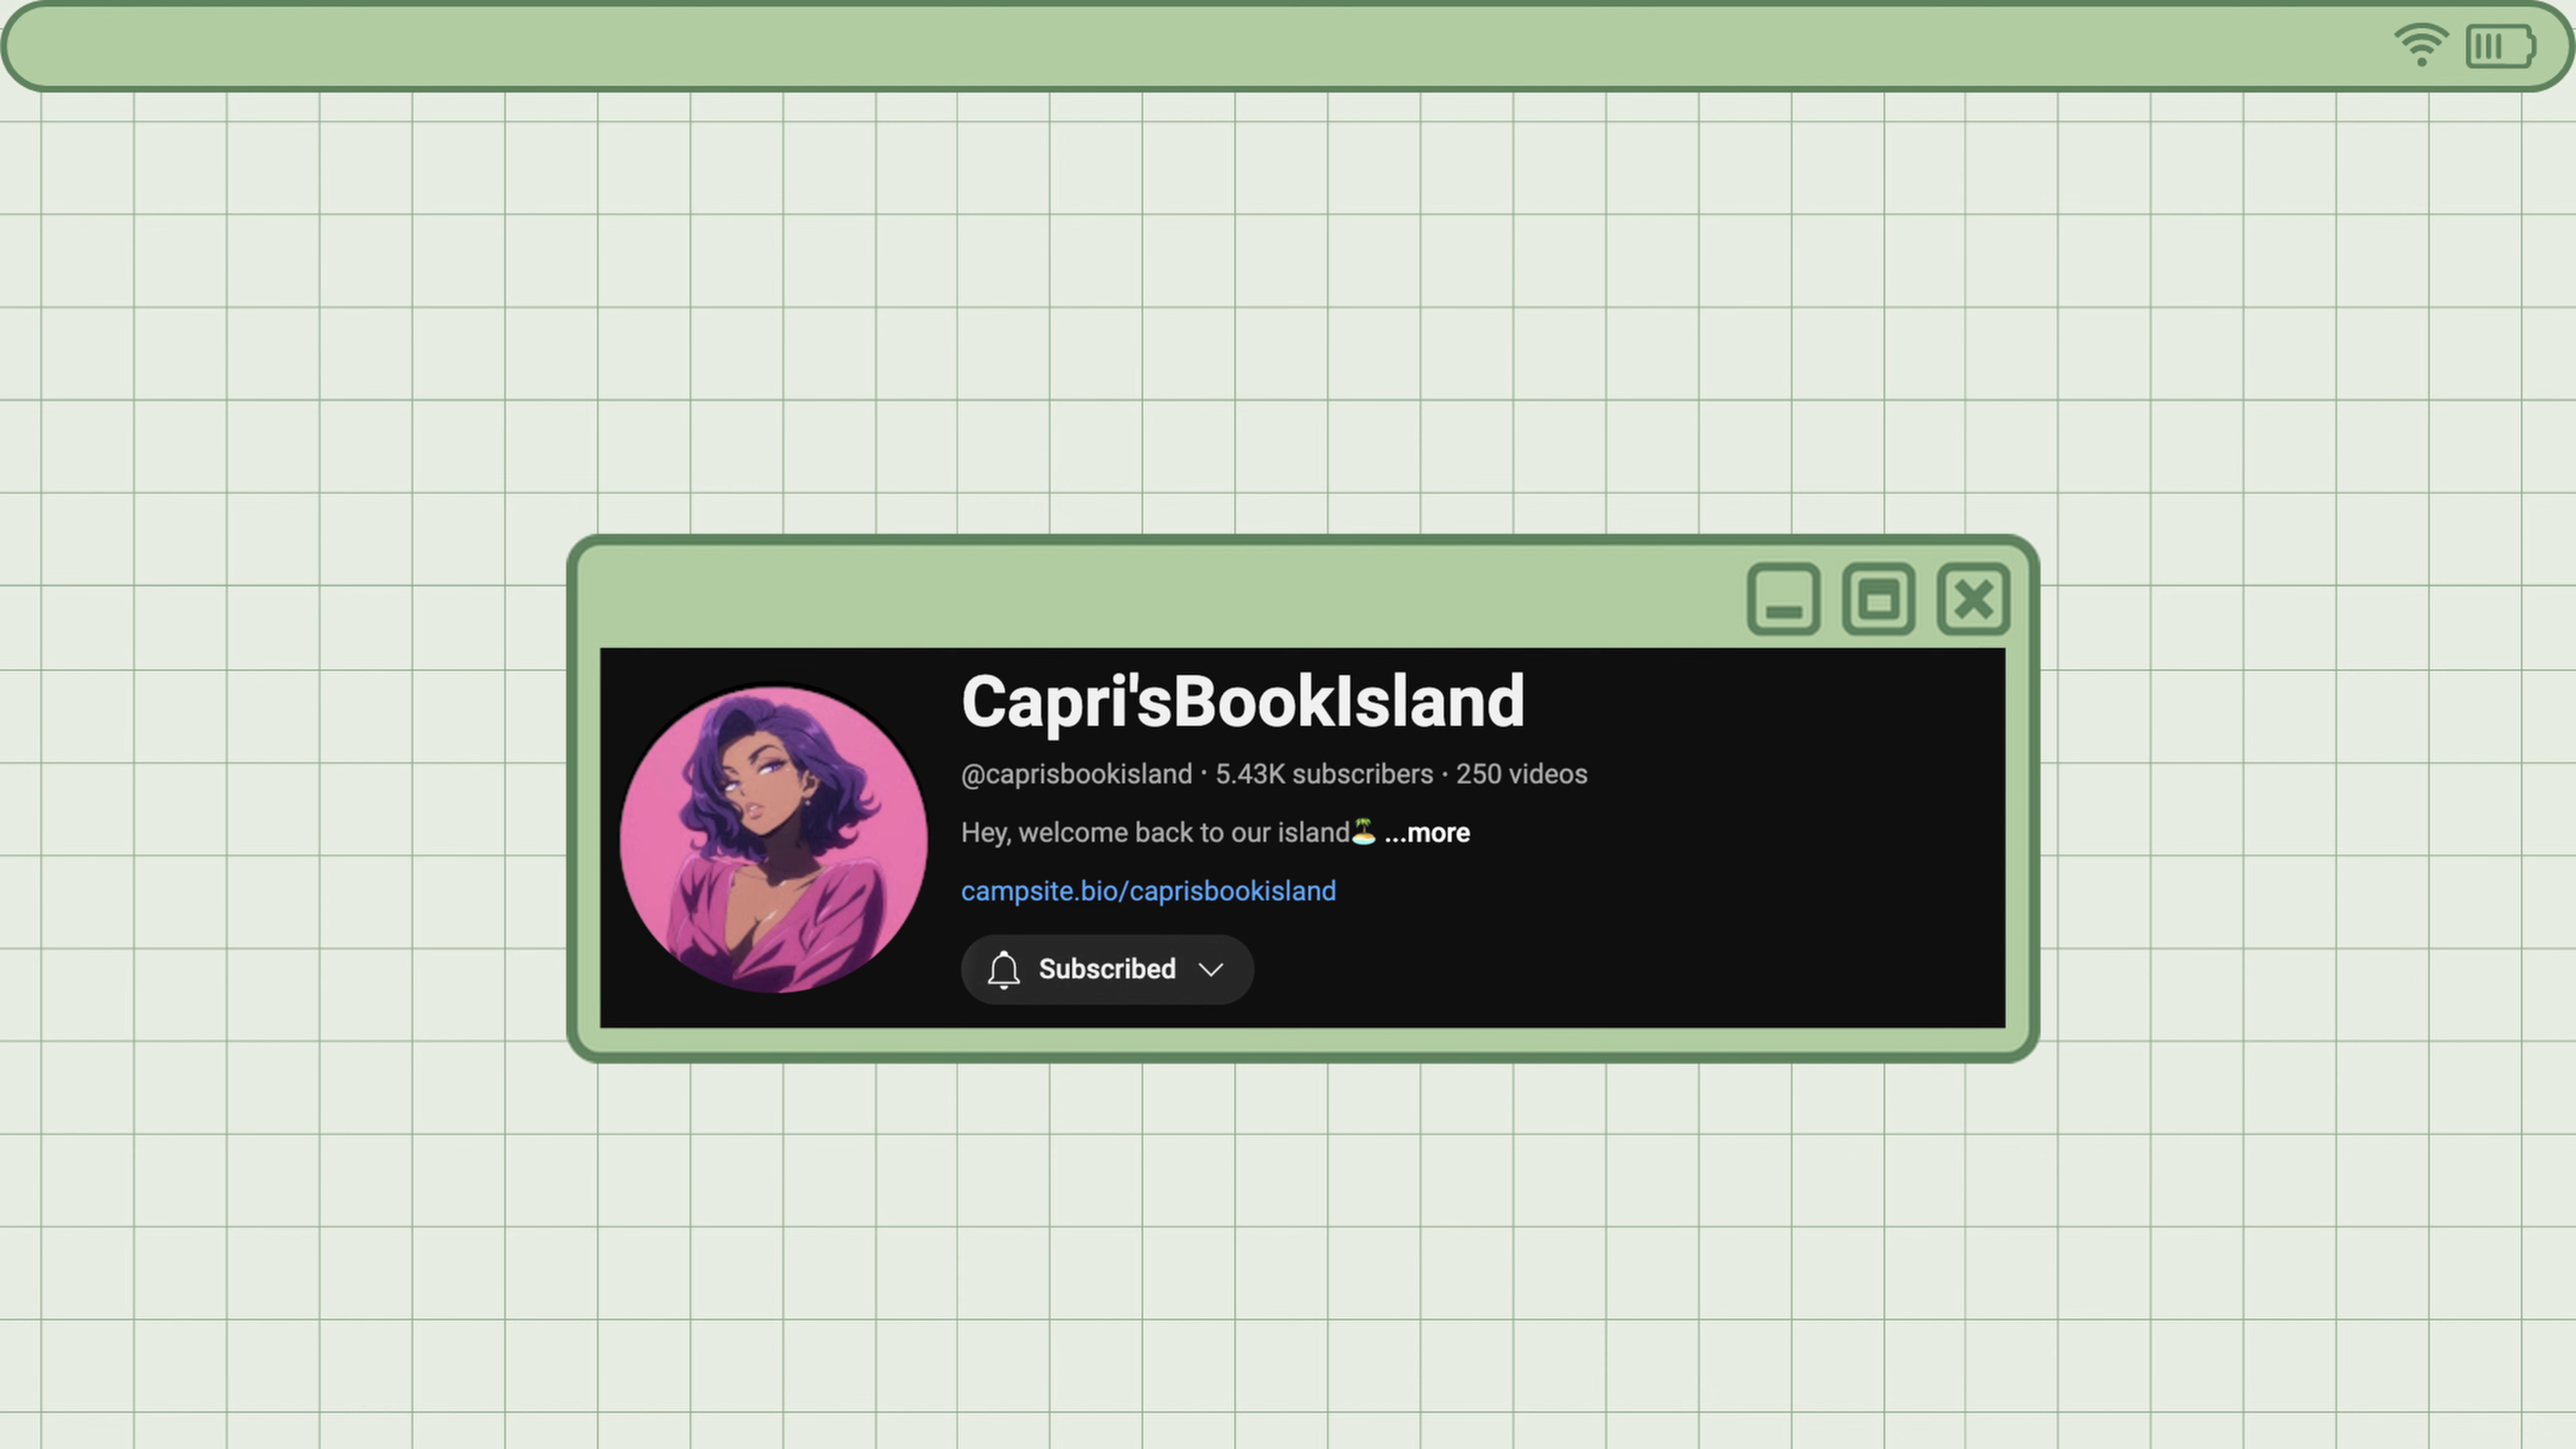 Capri'sBookIsland
@caprisbookisland · 5.43K subscribers · 250 videos
Hey, welcome back to our island🏝️ ...more
campsite.bio/caprisbookisland
Subscribed